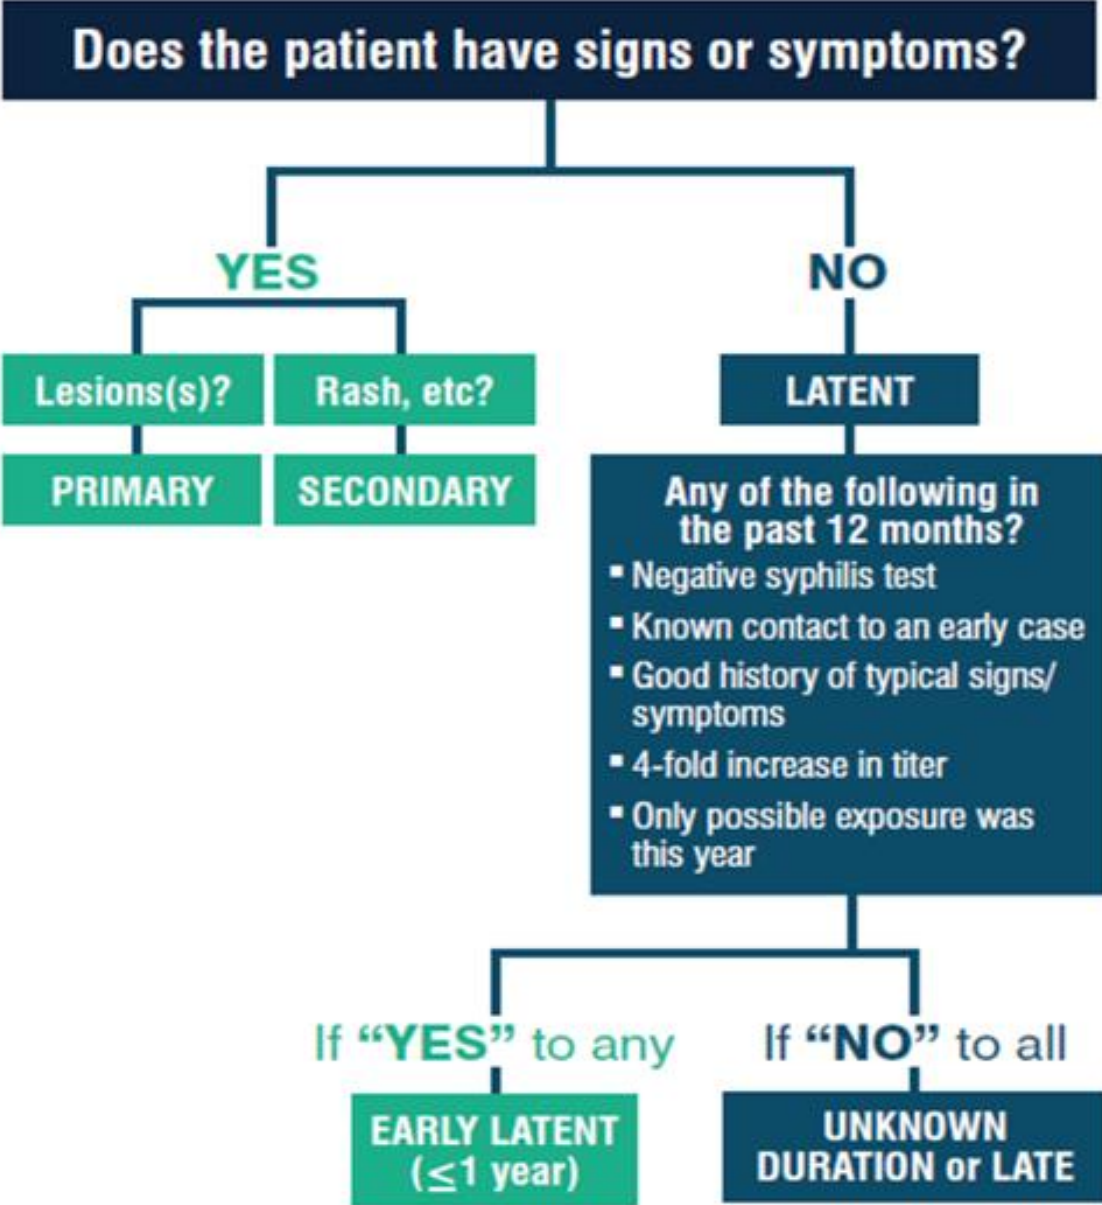 Does the patient have signs or symptoms?
YES
NO
Lesions(s)?
Rash, etc?
LATENT
PRIMARY
SECONDARY
Any of the following in
the past 12 months?
▪ Negative syphilis test
▪ Known contact to an early case
▪ Good history of typical signs/
symptoms
▪ 4-fold increase in titer
▪ Only possible exposure was
this year
If “YES” to any
If “NO” to all
EARLY LATENT
(≤1 year)
UNKNOWN
DURATION or LATE